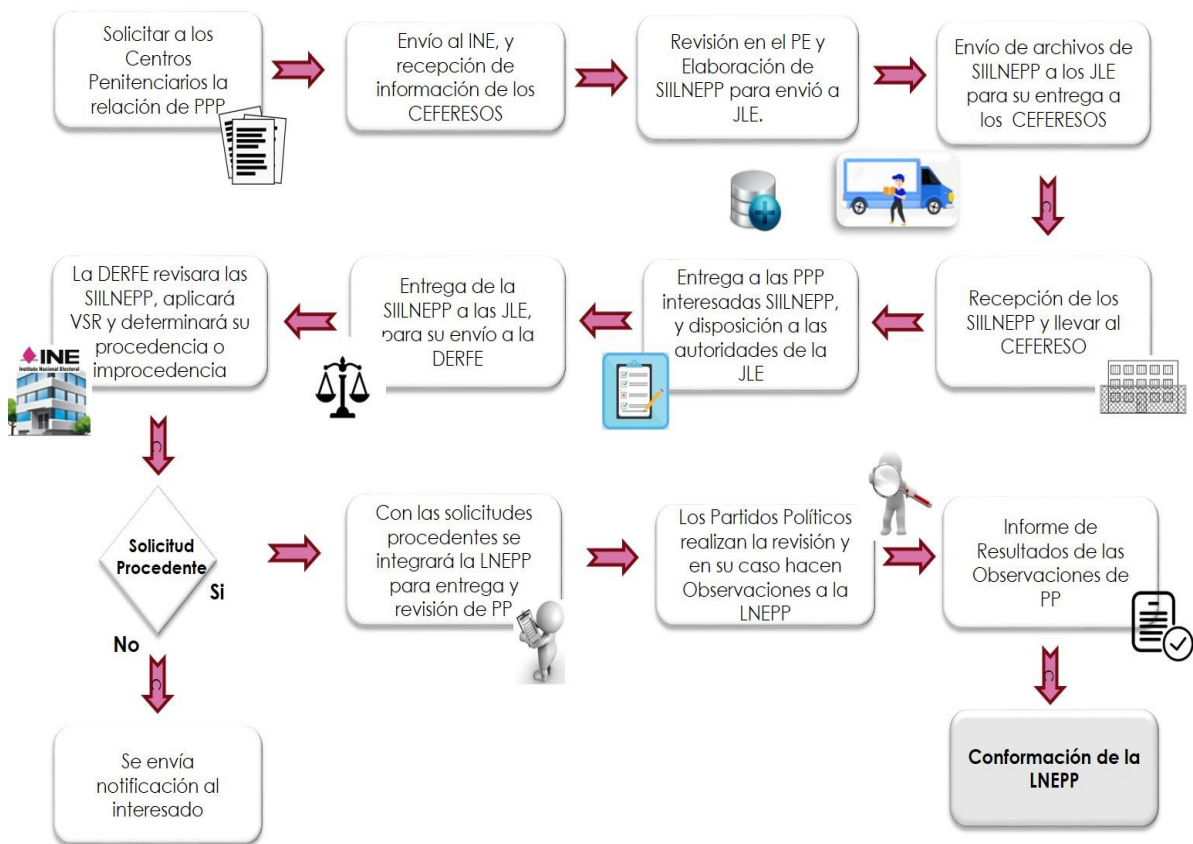 Solicitar a los
Centros
Penitenciarios la
relación de PPP
Envío al INE, y
recepción de
información de los
CEFERESOS
Revisión en el PE y
Elaboración de
SIILNEPP para envió a
JLE.
Envío de archivos de
SIILNEPP a los JLE
para su entrega a
los CEFERESOS
C
Recepción de los
SIILNEPP y llevar al
CEFERESO
Entrega a las PPP
interesadas SIILNEPP,
y disposición a las
autoridades de la
JLE
Entrega de la
SIILNEPP a las JLE,
para su envío a la
DERFE
La DERFE revisara las
SIILNEPP, aplicará
VSR y determinará su
procedencia o
improcedencia
INE
Instituto Nacional Electoral
C
Solicitud
Procedente
Si
No
Con las solicitudes
procedentes se
integrará la LNEPP
para entrega y
revisión de PP
Los Partidos Políticos
realizan la revisión y
en su caso hacen
Observaciones a la
LNEPP
Informe de
Resultados de las
Observaciones de
PP
C
C
Se envía
notificación al
interesado
Conformación de la
LNEPP